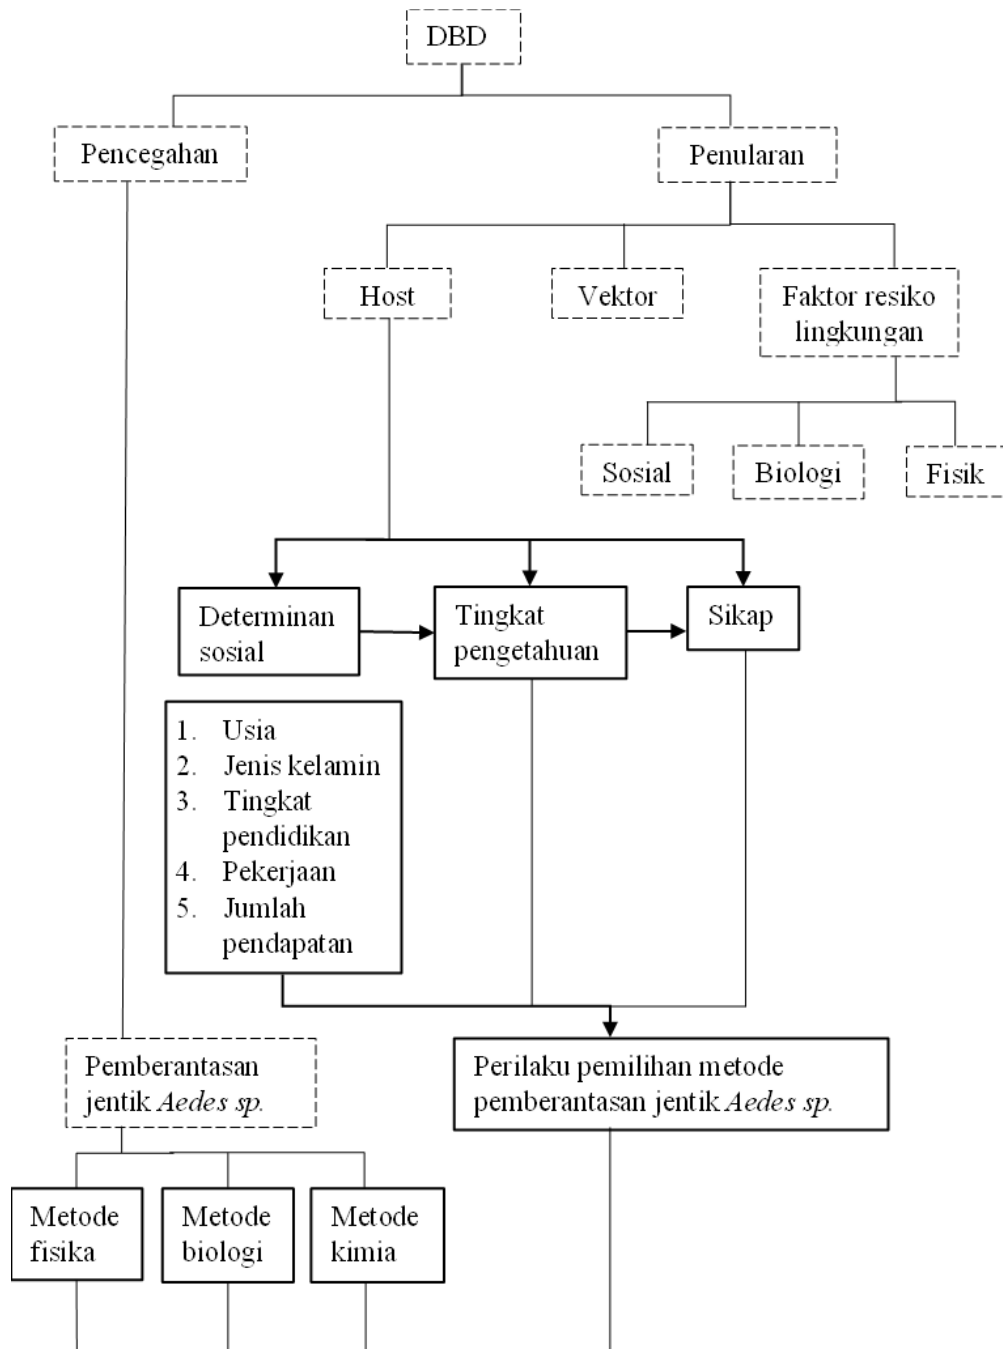 DBD
Pencegahan
Penularan
Host
Vektor
Faktor resiko
lingkungan
Sosial
Biologi
Fisik
Determinan
sosial
Tingkat
pengetahuan
Sikap
1. Usia
2. Jenis kelamin
3. Tingkat
pendidikan
4. Pekerjaan
5. Jumlah
pendapatan
Pemberantasan
jentik Aedes sp.
Perilaku pemilihan metode
pemberantasan jentik Aedes sp.
Metode
fisika
Metode
biologi
Metode
kimia